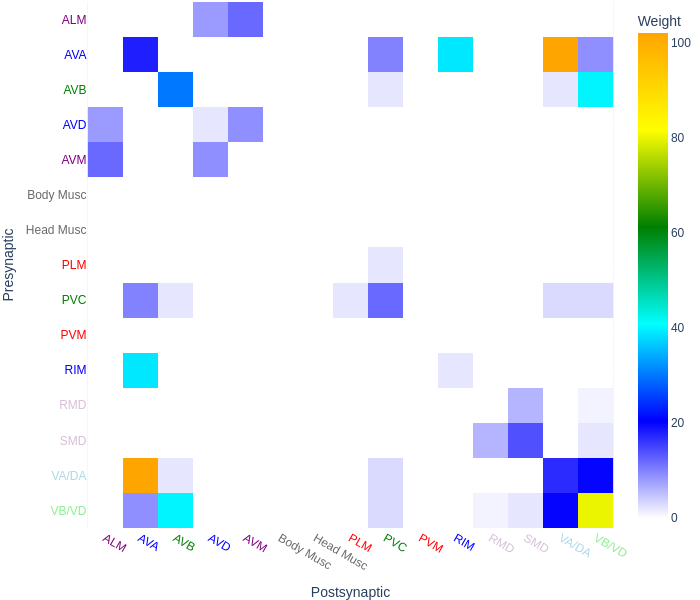 Weight
ALM
AVA
AVB
AVD
AVM
Body Musc
Head Musc
PLM
PVC
PVM
RIM
RMD
SMD
VA/DA
VB/VD
Presynaptic
100
80
60
40
20
0
ALM
AVA
AVB
AVD
AVM
Body Musc
Head Musc
PLM
PVC
PVM
RIM
RMD
SMD
VA/DA
VB/VD
Postsynaptic